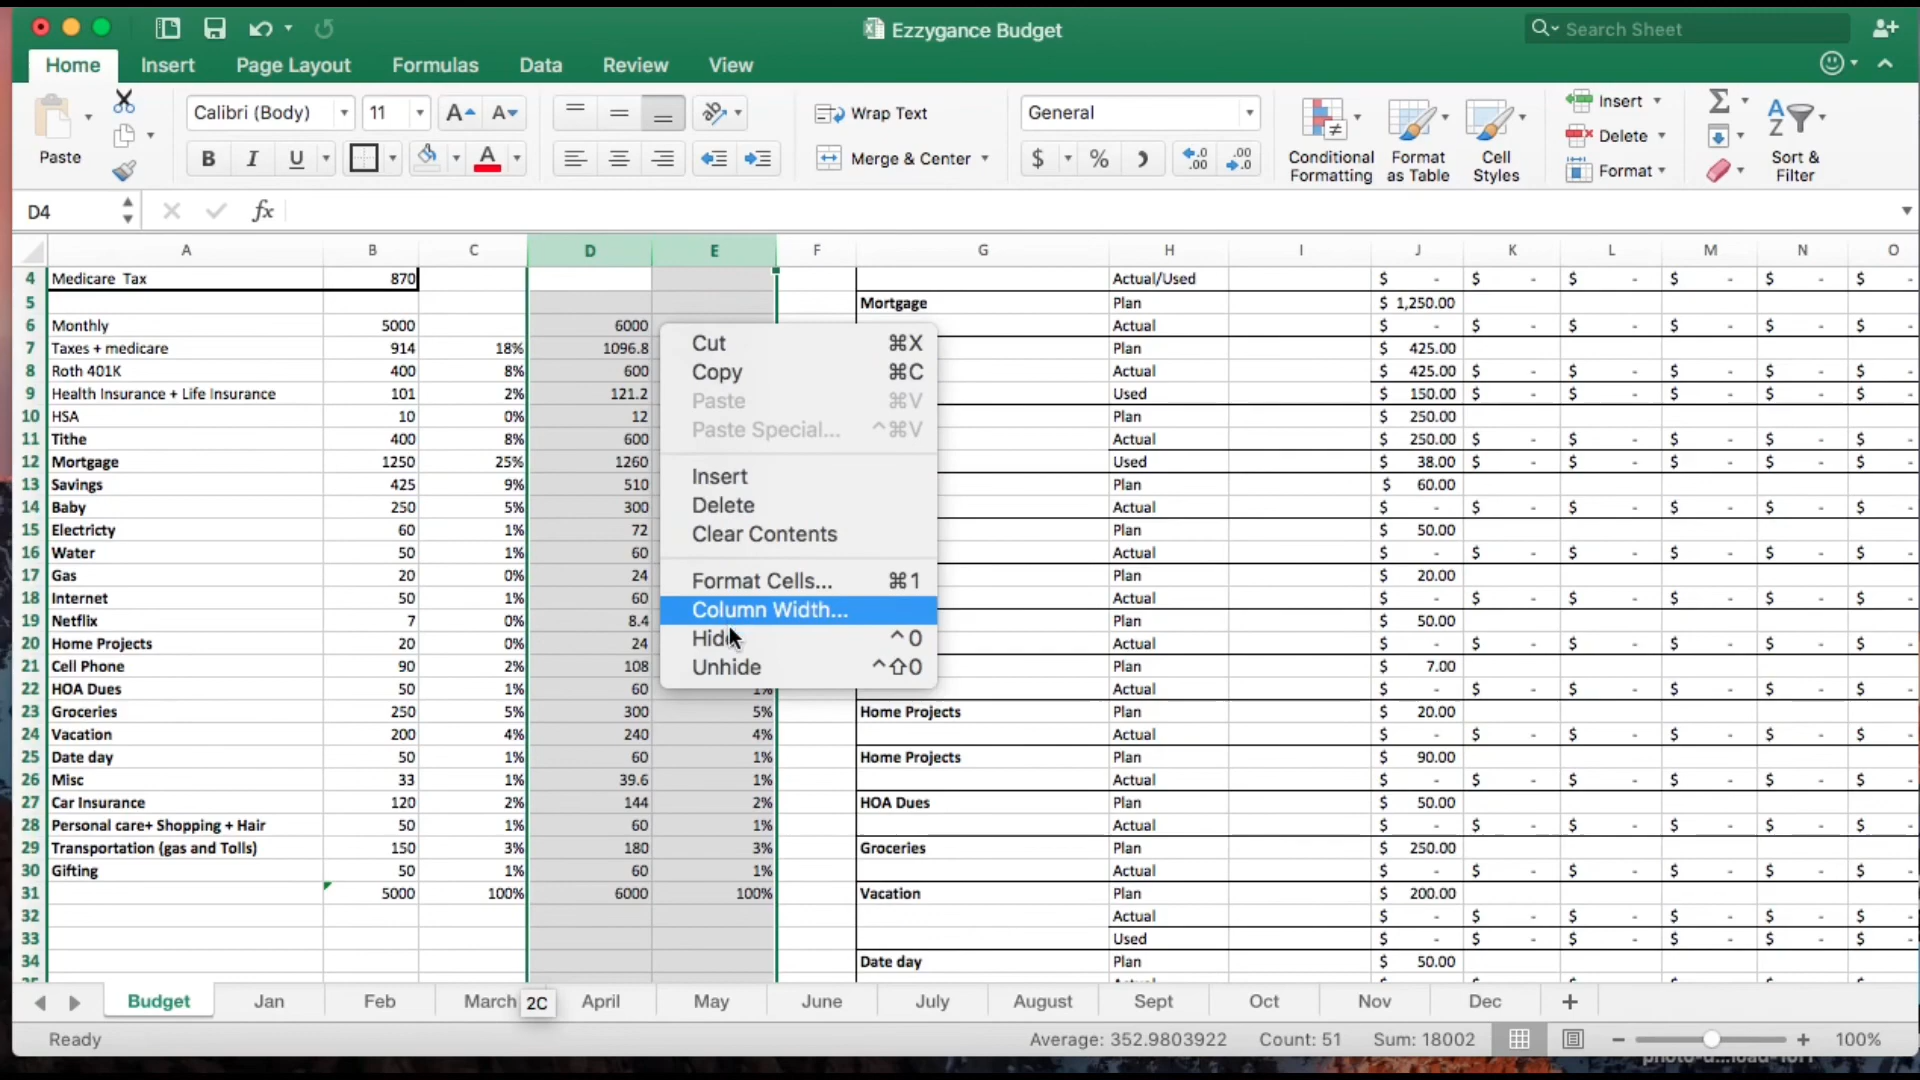 Ezzygance Budget
Search Sheet
Home Insert Page Layout Formulas Data Review View
Paste
Calibri (Body) 11 A A
B I U A
Wrap Text
Merge & Center
General
$ % .0 .00 .00 .0
Conditional Formatting
Format as Table
Cell Styles
Insert
Delete
Format
Sort & Filter
D4 fx
A B C D E F G H I J K L M N O
4 Medicare Tax 870 Actual/Used $ - $ - $ - $ - $ - $ -
5 Mortgage Plan $ 1,250.00
6 Monthly 5000 6000 Actual $ - $ - $ - $ - $ - $ -
7 Taxes + medicare 914 18% 1096.8 Plan $ 425.00
8 Roth 401K 400 8% 600 Actual $ 425.00 $ - $ - $ - $ - $ -
9 Health Insurance + Life Insurance 101 2% 121.2 Used $ 150.00 $ - $ - $ - $ - $ -
10 HSA 10 0% 12 Plan $ 250.00
11 Tithe 400 8% 600 Actual $ 250.00 $ - $ - $ - $ - $ -
12 Mortgage 1250 25% 1260 Used $ 38.00 $ - $ - $ - $ - $ -
13 Savings 425 9% 510 Plan $ 60.00
14 Baby 250 5% 300 Actual $ - $ - $ - $ - $ - $ -
15 Electricty 60 1% 72 Plan $ 50.00
16 Water 50 1% 60 Actual $ - $ - $ - $ - $ - $ -
17 Gas 20 0% 24 Plan $ 20.00
18 Internet 50 1% 60 Actual $ - $ - $ - $ - $ - $ -
19 Netflix 7 0% 8.4 Plan $ 50.00
20 Home Projects 20 0% 24 Actual $ - $ - $ - $ - $ - $ -
21 Cell Phone 90 2% 108 Plan $ 7.00
22 HOA Dues 50 1% 60 1% Actual $ - $ - $ - $ - $ - $ -
23 Groceries 250 5% 300 5% Home Projects Plan $ 20.00
24 Vacation 200 4% 240 4% Actual $ - $ - $ - $ - $ - $ -
25 Date day 50 1% 60 1% Home Projects Plan $ 90.00
26 Misc 33 1% 39.6 1% Actual $ - $ - $ - $ - $ - $ -
27 Car Insurance 120 2% 144 2% HOA Dues Plan $ 50.00
28 Personal care+ Shopping + Hair 50 1% 60 1% Actual $ - $ - $ - $ - $ - $ -
29 Transportation (gas and Tolls) 150 3% 180 3% Groceries Plan $ 250.00
30 Gifting 50 1% 60 1% Actual $ - $ - $ - $ - $ - $ -
31 5000 100% 6000 100% Vacation Plan $ 200.00
32 Actual $ - $ - $ - $ - $ - $ -
33 Used $ - $ - $ - $ - $ - $ -
34 Date day Plan $ 50.00
Cut ⌘X
Copy ⌘C
Paste ⌘V
Paste Special... ^⌘V
Insert
Delete
Clear Contents
Format Cells... ⌘1
Column Width...
Hide ^0
Unhide ^⇧0
Budget Jan Feb March 2C April May June July August Sept Oct Nov Dec +
Ready Average: 352.9803922 Count: 51 Sum: 18002 100%